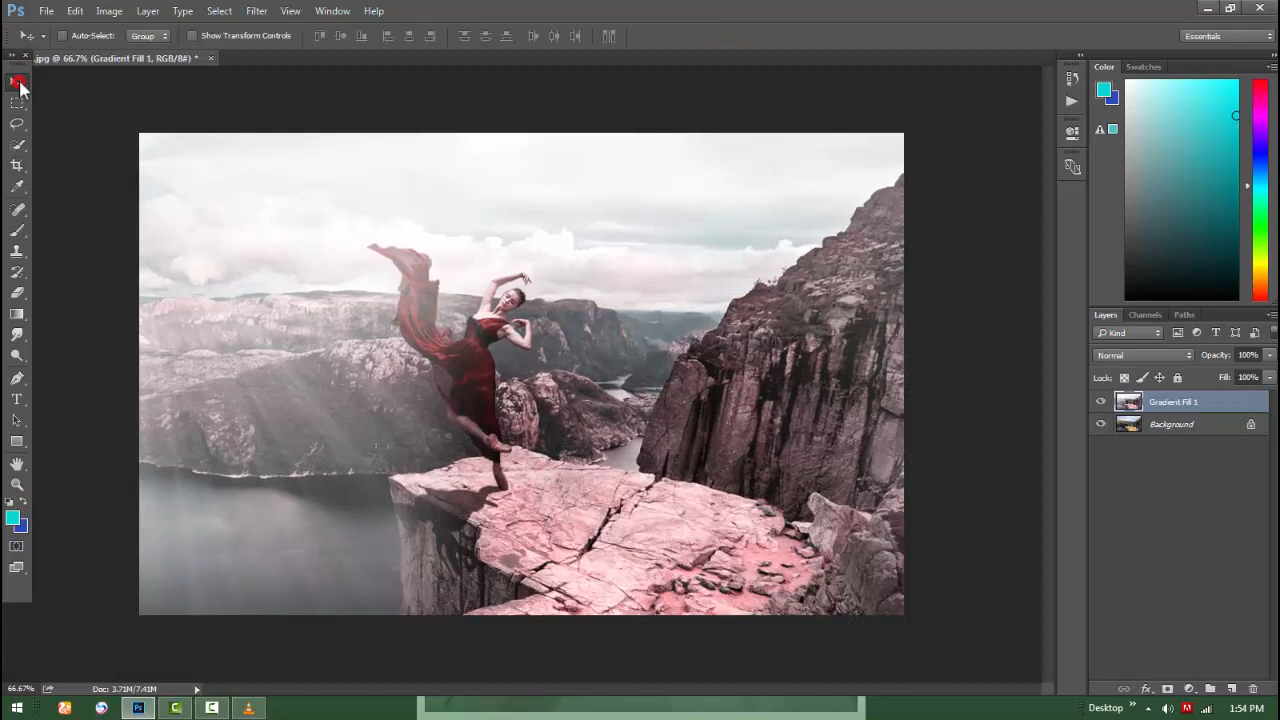 Ps File Edit Image Layer Type Select Filter View Window Help
Auto-Select: Group Show Transform Controls Essentials
.jpg @ 66.7% (Gradient Fill 1, RGB/8#) * ×
Color Swatches
Layers Channels Paths
Kind
Normal Opacity: 100%
Locks: Fill: 100%
Gradient Fill 1
Background
66.67% Doc: 3.71M/7.41M
Desktop » 1:54 PM